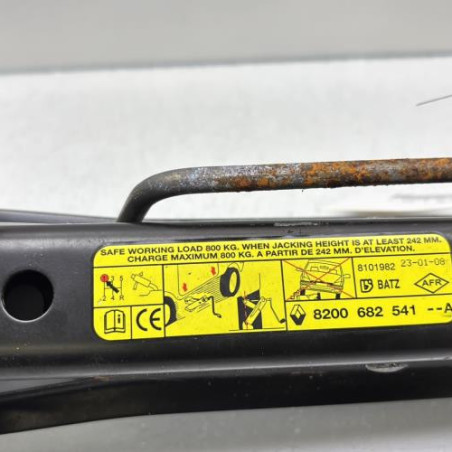 SAFE WORKING LOAD 800 KG. WHEN JACKING HEIGHT IS AT LEAST 242 MM.
CHARGE MAXIMUM 800 KG. A PARTIR DE 242 MM. D'ELEVATION.
8101982 23-01-08
BATZ AFR
CE
8200 682 541 --A